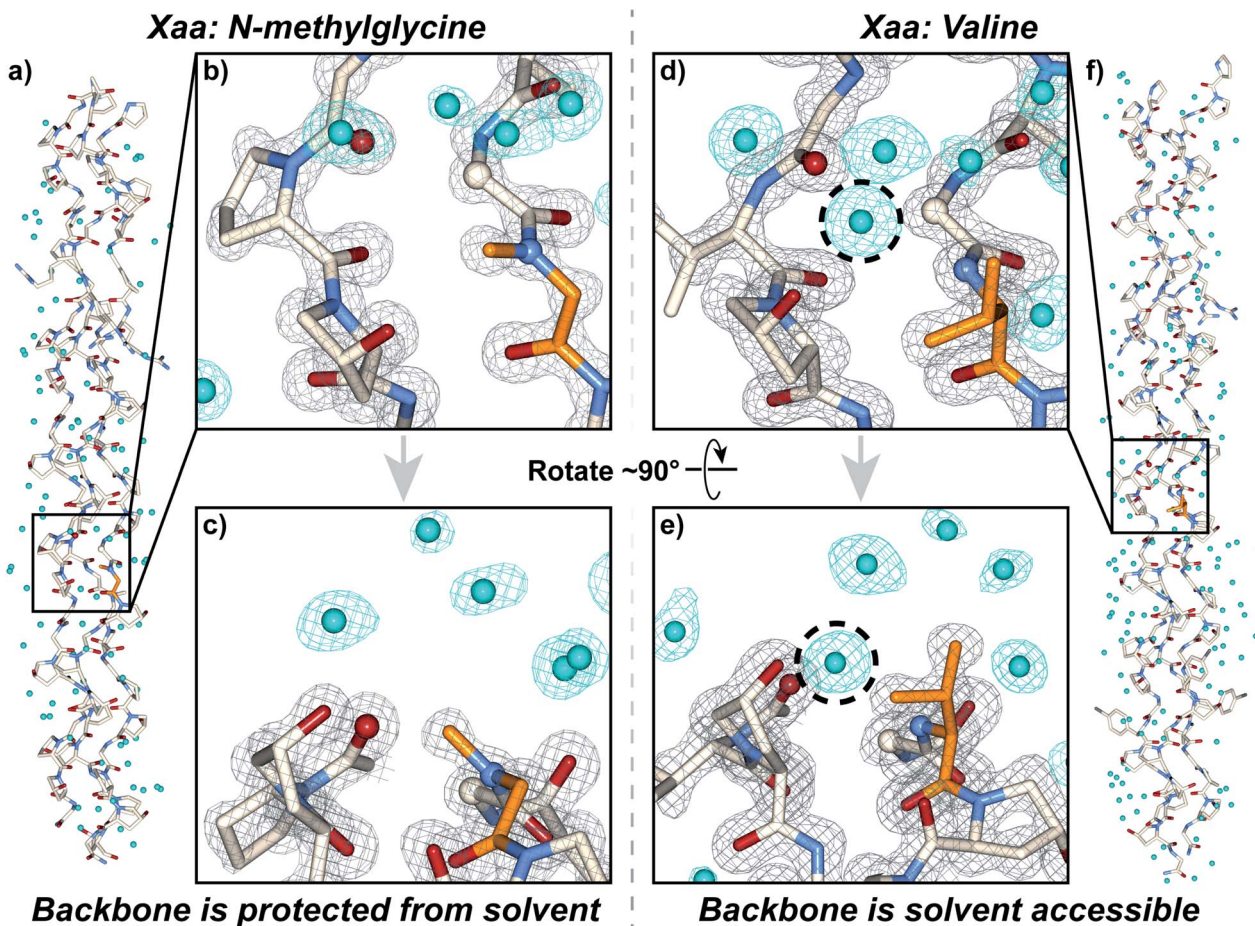 Xaa: N-methylglycine
Xaa: Valine
a)
b)
d)
f)
Rotate ~90°
c)
e)
Backbone is protected from solvent
Backbone is solvent accessible